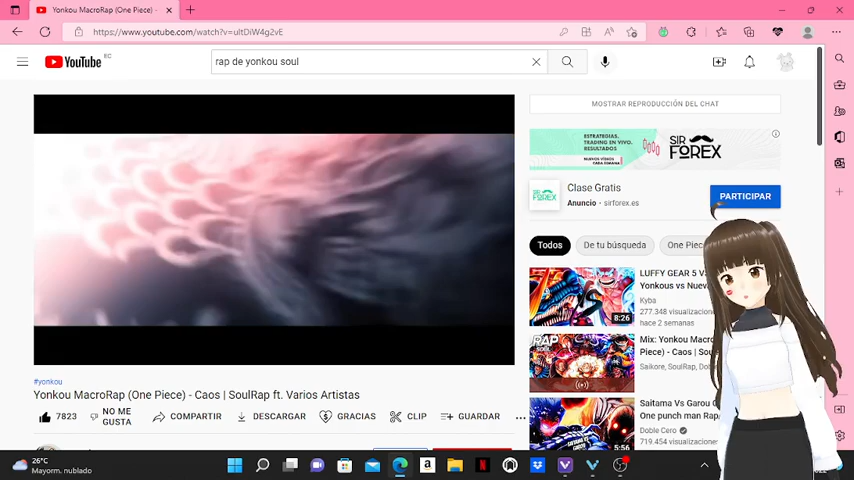 Yonkou MacroRap (One Piece) -
https://www.youtube.com/watch?v=ultDiW4g2vE
YouTube EC
rap de yonkou soul
MOSTRAR REPRODUCCIÓN DEL CHAT
ESTRATEGIAS.
TRADING EN VIVO.
RESULTADOS
SIR
FOREX
Clase Gratis
Anuncio • sirforex.es
PARTICIPAR
Todos
De tu búsqueda
One Piec
LUFFY GEAR 5 V
Yonkous vs Nueva
Kyba
277.348 visualizacio
hace 2 semanas
8:26
Mix: Yonkou Macro
Piece) - Caos | Sou
Saikore, SoulRap, Dob
RAP
Saitama Vs Garou
One punch man Rap
Doble Cero
719.454 visualizacio
5:56
#yonkou
Yonkou MacroRap (One Piece) - Caos | SoulRap ft. Varios Artistas
7823
NO ME
GUSTA
COMPARTIR
DESCARGAR
GRACIAS
CLIP
GUARDAR
26°C
Mayorm. nublado